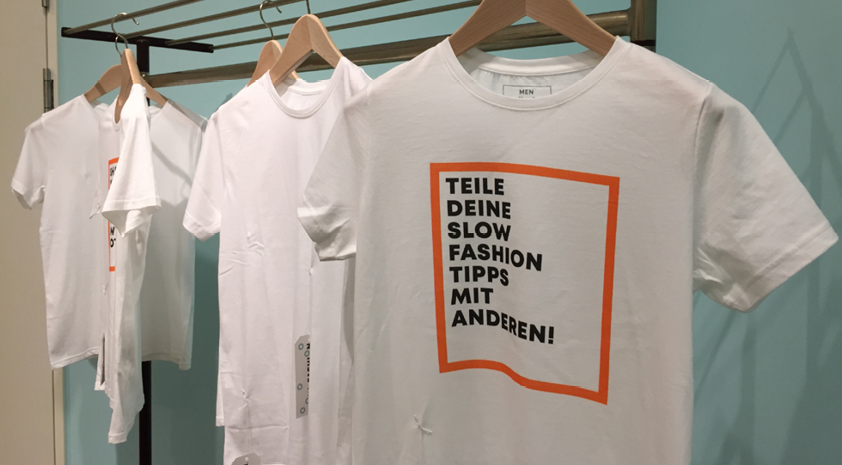 MEN
TEILE
DEINE
SLOW
FASHION
TIPPS
MIT
ANDEREN!